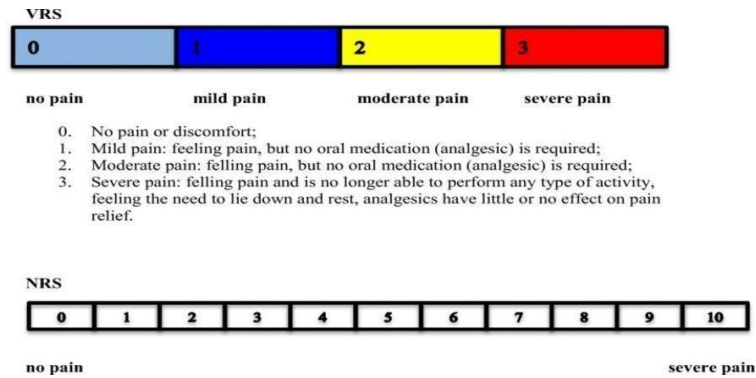 VRS
0 1 2 3
no pain mild pain moderate pain severe pain
0. No pain or discomfort;
1. Mild pain: feeling pain, but no oral medication (analgesic) is required;
2. Moderate pain: felling pain, but no oral medication (analgesic) is required;
3. Severe pain: felling pain and is no longer able to perform any type of activity,
feeling the need to lie down and rest, analgesics have little or no effect on pain
relief.
NRS
0 1 2 3 4 5 6 7 8 9 10
no pain severe pain